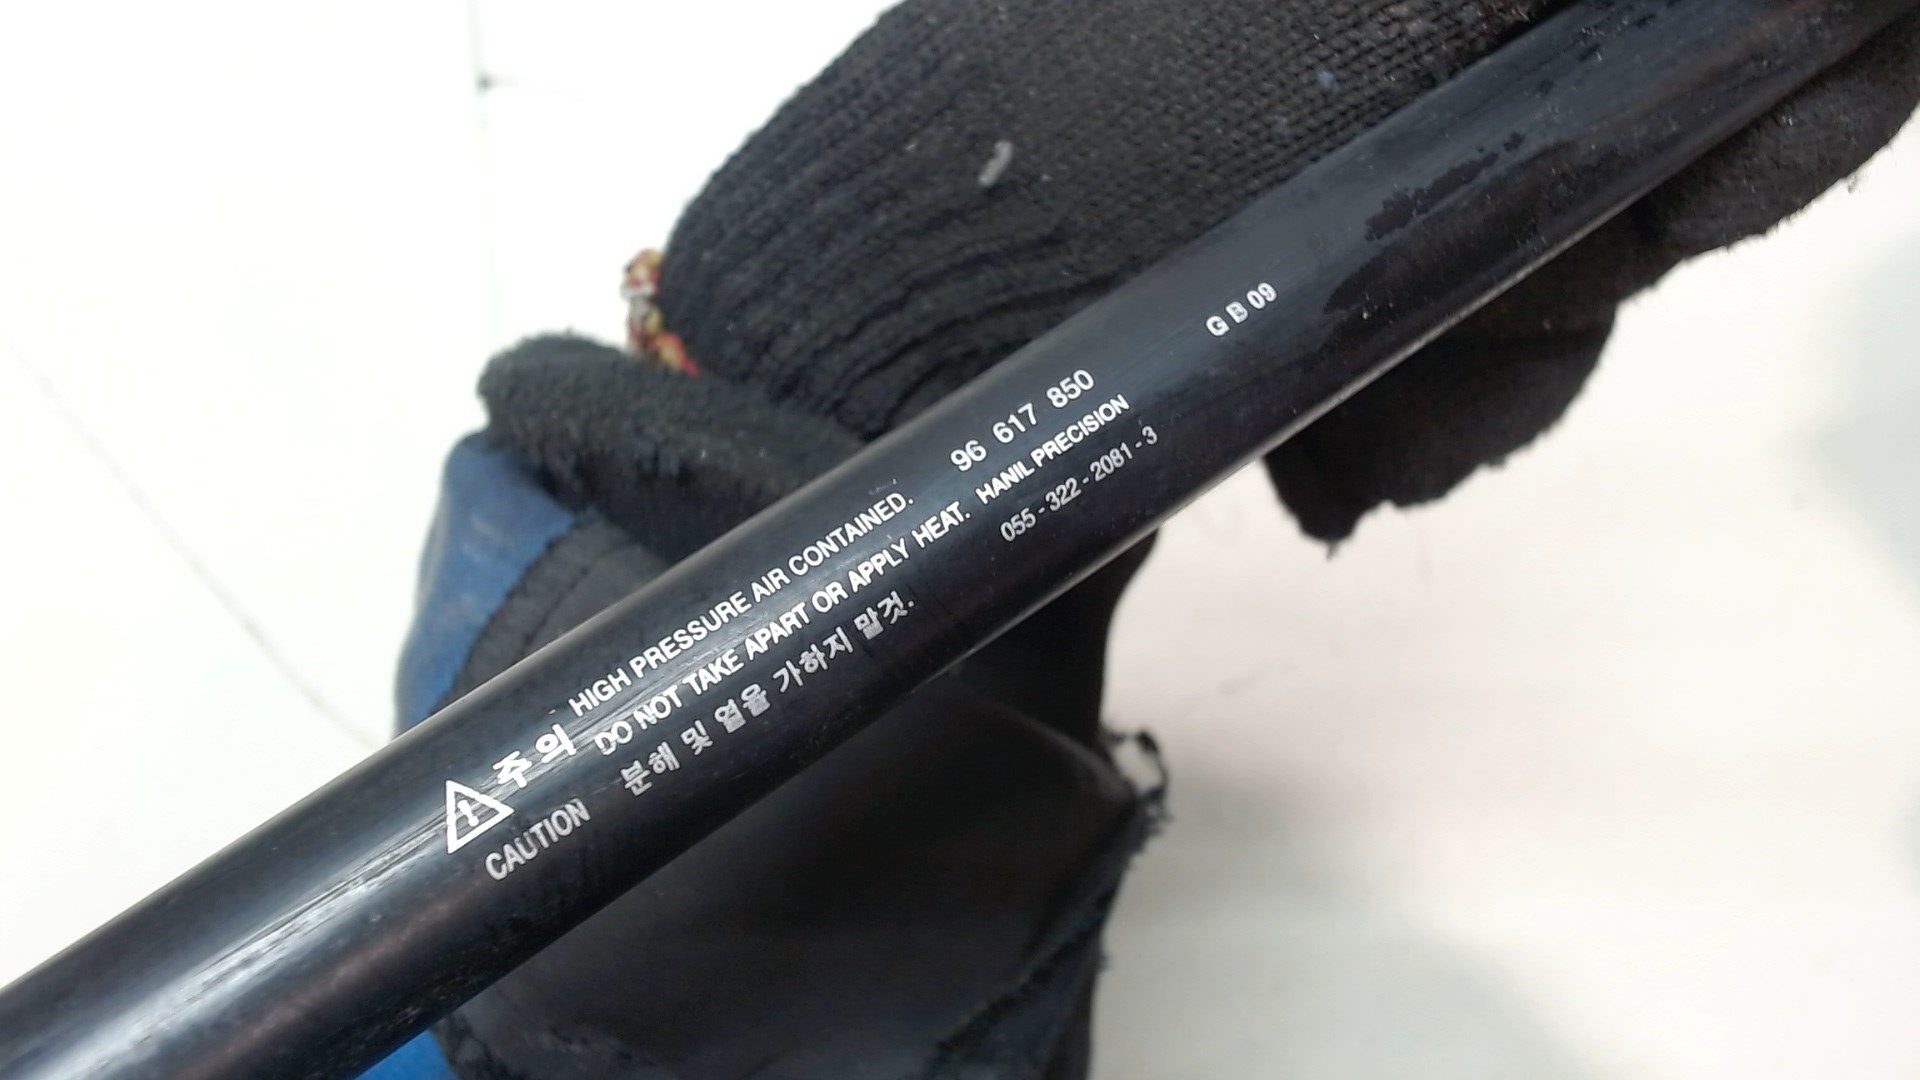 주의 HIGH PRESSURE AIR CONTAINED. 96 617 850 G B 09
CAUTION DO NOT TAKE APART OR APPLY HEAT. HANIL PRECISION
분해 및 열을 가하지 말것. 055-322-2081-3